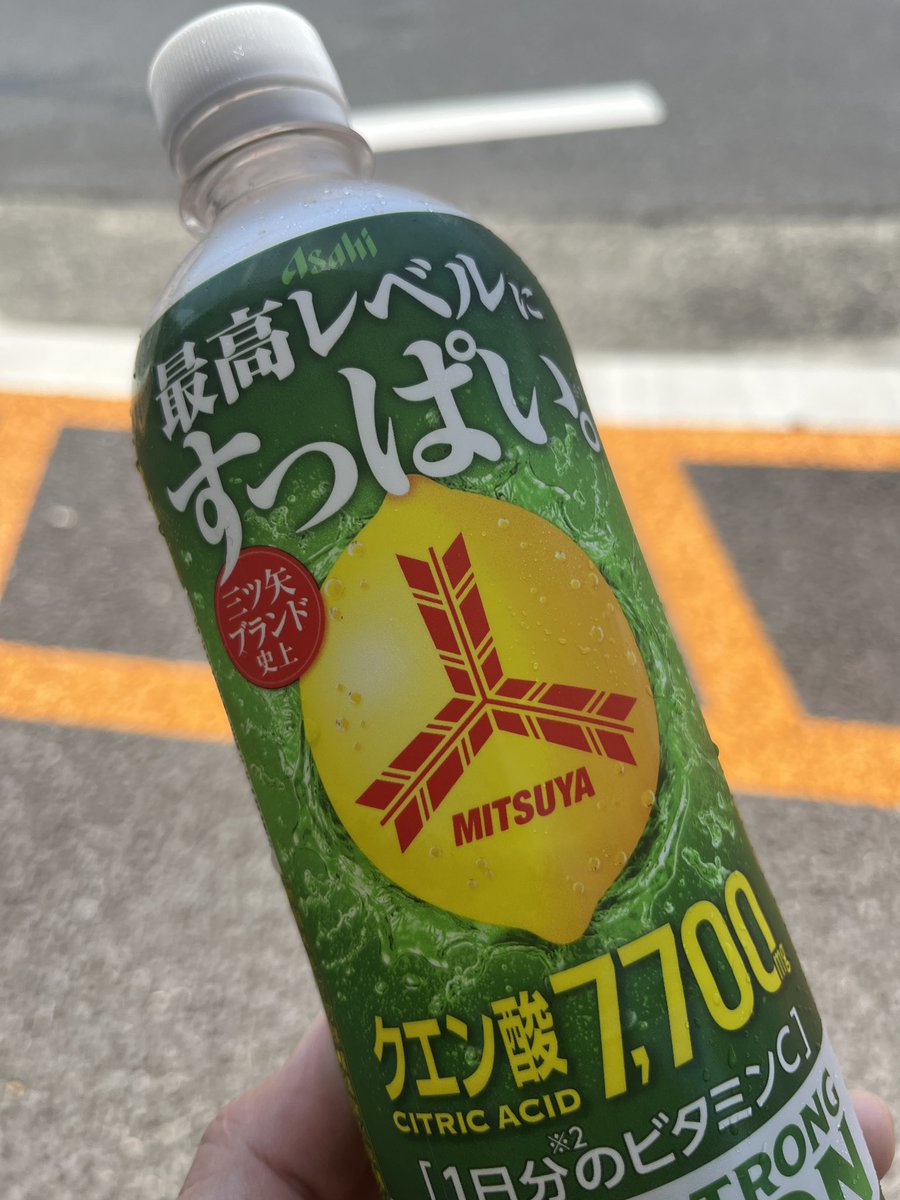 Asahi
最高レベルに
すっぱい。
三ツ矢
ブランド
史上
MITSUYA
クエン酸 7,700mg
CITRIC ACID
※2
[1日分のビタミンC]